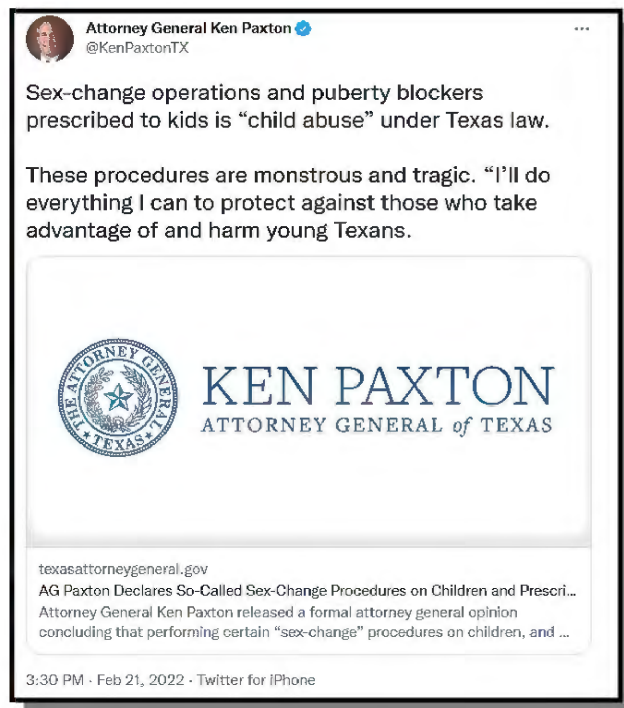 Attorney General Ken Paxton
@KenPaxtonTX
Sex-change operations and puberty blockers
prescribed to kids is “child abuse” under Texas law.
These procedures are monstrous and tragic. “I’ll do
everything I can to protect against those who take
advantage of and harm young Texans.
THE ATTORNEY GENERAL
TEXAS
KEN PAXTON
ATTORNEY GENERAL of TEXAS
texasattorneygeneral.gov
AG Paxton Declares So-Called Sex-Change Procedures on Children and Prescri...
Attorney General Ken Paxton released a formal attorney general opinion
concluding that performing certain “sex-change” procedures on children, and ...
3:30 PM · Feb 21, 2022 · Twitter for iPhone